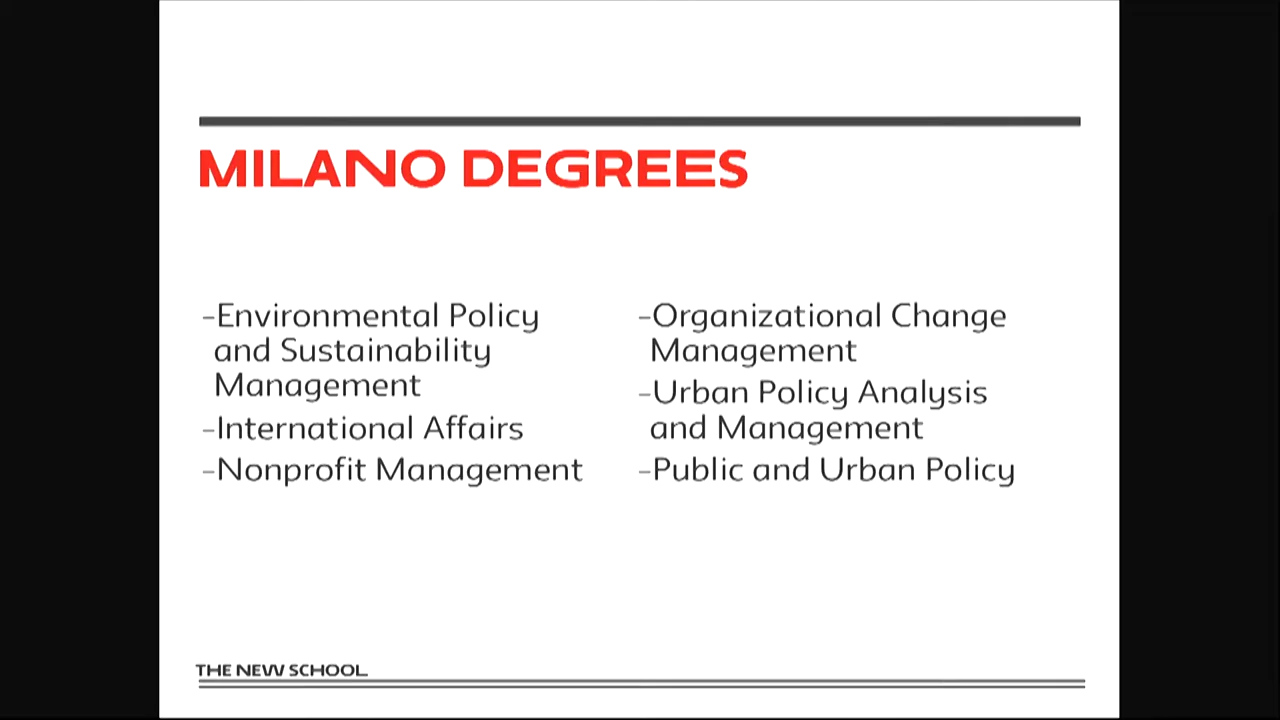 MILANO DEGREES
-Environmental Policy
and Sustainability
Management
-International Affairs
-Nonprofit Management
-Organizational Change
Management
-Urban Policy Analysis
and Management
-Public and Urban Policy
THE NEW SCHOOL